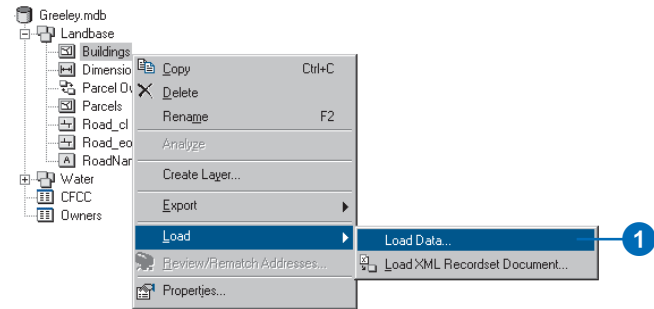 Greeley.mdb
Landbase
Buildings
Dimensio
Parcel Ov
Parcels
Road_cl
Road_eo
RoadNar
Water
CFCC
Owners
Copy Ctrl+C
Delete
Rename F2
Analyze
Create Layer...
Export
Load
Review/Rematch Addresses...
Properties...
Load Data...
Load XML Recordset Document...
1